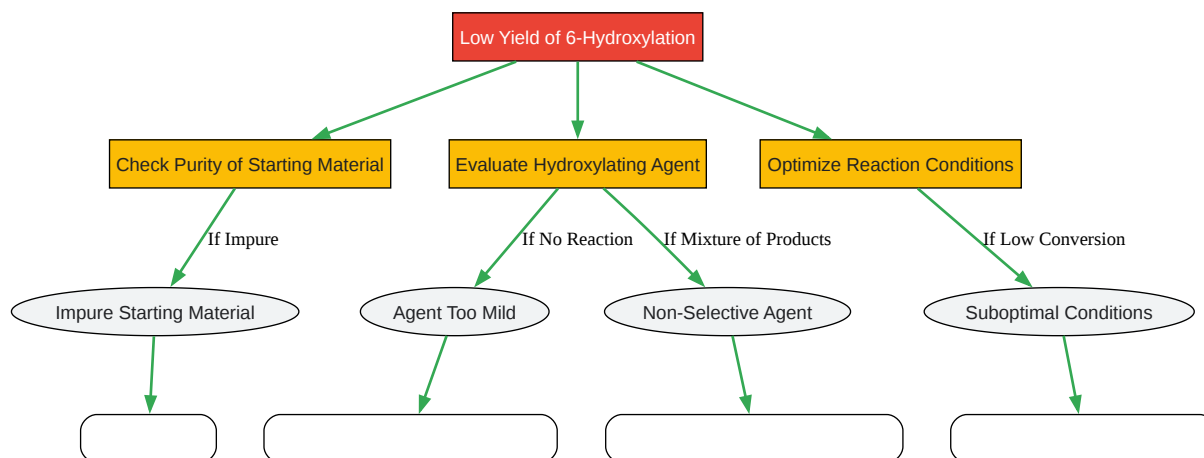 Low Yield of 6-Hydroxylation
Check Purity of Starting Material
Evaluate Hydroxylating Agent
Optimize Reaction Conditions
If Impure
If No Reaction
If Mixture of Products
If Low Conversion
Impure Starting Material
Agent Too Mild
Non-Selective Agent
Suboptimal Conditions